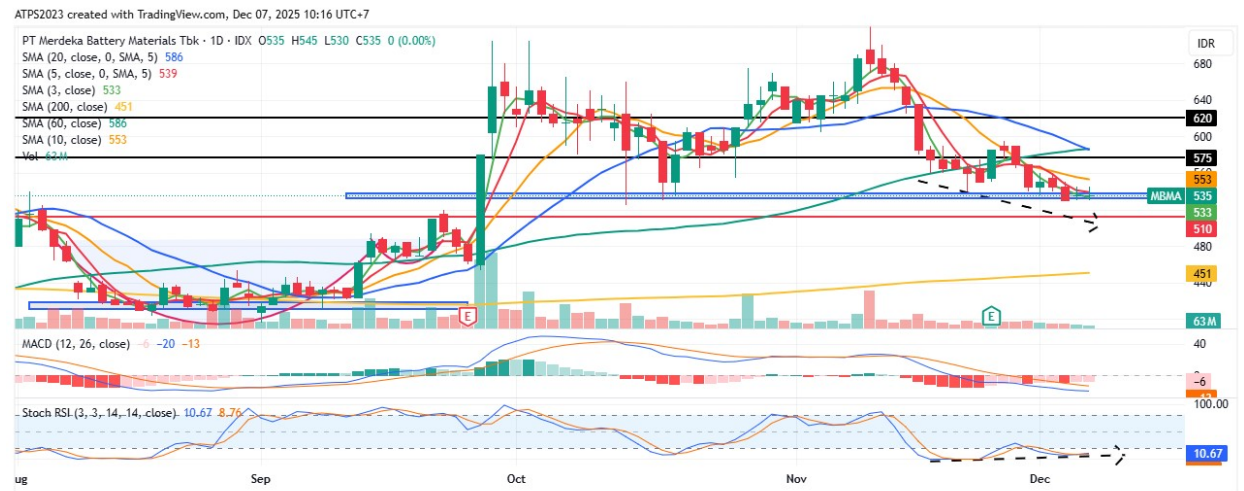 ATPS2023 created with TradingView.com, Dec 07, 2025 10:16 UTC+7
PT Merdeka Battery Materials Tbk · 1D · IDX O535 H545 L530 C535 0 (0.00%)
IDR
SMA (20, close, 0, SMA, 5) 586
SMA (5, close, 0, SMA, 5) 539
SMA (3, close) 533
SMA (200, close) 451
SMA (60, close) 586
SMA (10, close) 553
Vol 63M
680
640
620
600
575
553
MBMA 535
533
510
480
451
440
E
E
63M
MACD (12, 26, close) −6 −20 −13
40
−6
Stoch RSI (3, 3, 14, 14, close) 10.67 8.76
100.00
10.67
ug Sep Oct Nov Dec